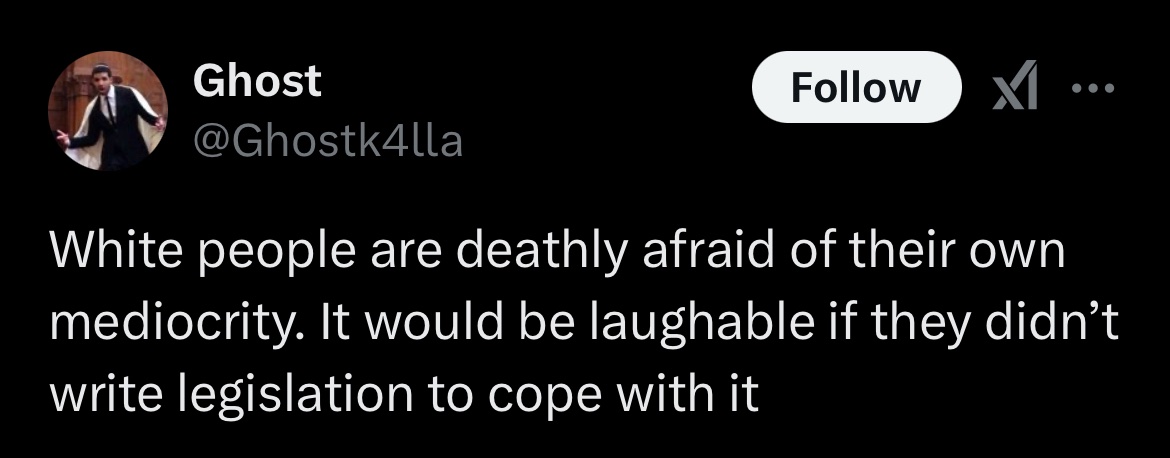 Ghost
Follow
@Ghostk4lla
White people are deathly afraid of their own
mediocrity. It would be laughable if they didn’t
write legislation to cope with it